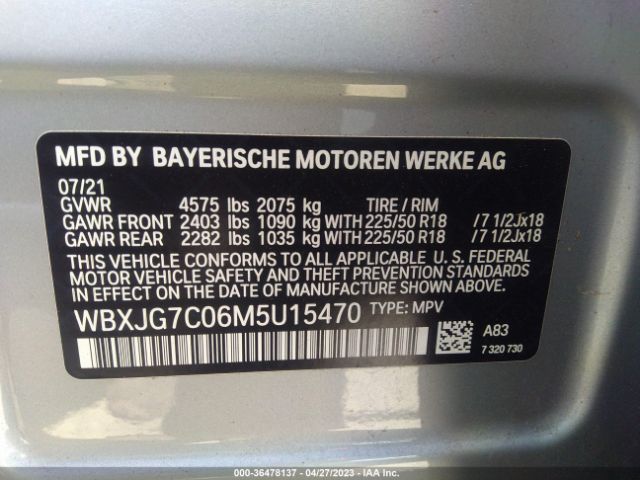 MFD BY BAYERISCHE MOTOREN WERKE AG
07/21
GVWR 4575 lbs 2075 kg TIRE / RIM
GAWR FRONT 2403 lbs 1090 kg WITH 225/50 R18 /7 1/2Jx18
GAWR REAR 2282 lbs 1035 kg WITH 225/50 R18 /7 1/2Jx18
THIS VEHICLE CONFORMS TO ALL APPLICABLE U. S. FEDERAL
MOTOR VEHICLE SAFETY AND THEFT PREVENTION STANDARDS
IN EFFECT ON THE DATE OF MANUFACTURE SHOWN ABOVE.
WBXJG7C06M5U15470 TYPE: MPV
A83
7 320 730
000-36478137 - 04/27/2023 - IAA Inc.